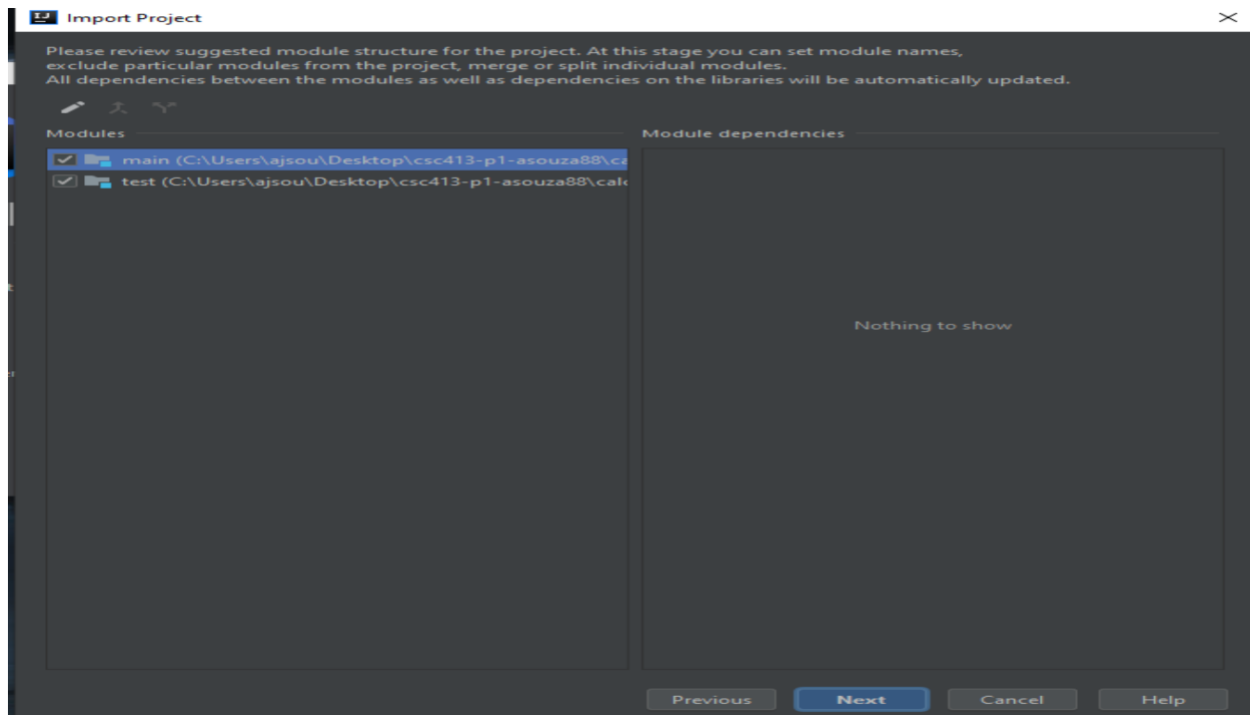 Import Project
Please review suggested module structure for the project. At this stage you can set module names,
exclude particular modules from the project, merge or split individual modules.
All dependencies between the modules as well as dependencies on the libraries will be automatically updated.
Modules
Module dependencies
main (C:\Users\ajsou\Desktop\csc413-p1-asouza88\ca
test (C:\Users\ajsou\Desktop\csc413-p1-asouza88\calc
Nothing to show
Previous
Next
Cancel
Help